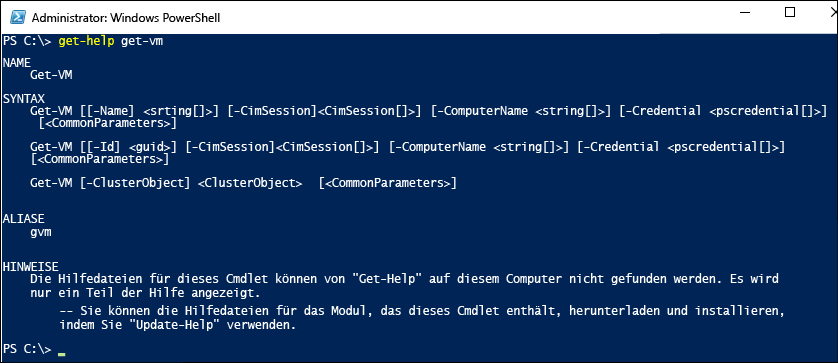 Administrator: Windows PowerShell
PS C:\> get-help get-vm
NAME
Get-VM
SYNTAX
Get-VM [[-Name] <srting[]>] [-CimSession]<CimSession[]>] [-ComputerName <string[]>] [-Credential <pscredential[]>]
[<CommonParameters>]
Get-VM [[-Id] <guid>] [-CimSession]<CimSession[]>] [-ComputerName <string[]>] [-Credential <pscredential[]>]
[<CommonParameters>]
Get-VM [-ClusterObject] <ClusterObject> [<CommonParameters>]
ALIASE
gvm
HINWEISE
Die Hilfedateien für dieses Cmdlet können von "Get-Help" auf diesem Computer nicht gefunden werden. Es wird
nur ein Teil der Hilfe angezeigt.
-- Sie können die Hilfedateien für das Modul, das dieses Cmdlet enthält, herunterladen und installieren,
indem Sie "Update-Help" verwenden.
PS C:\> _